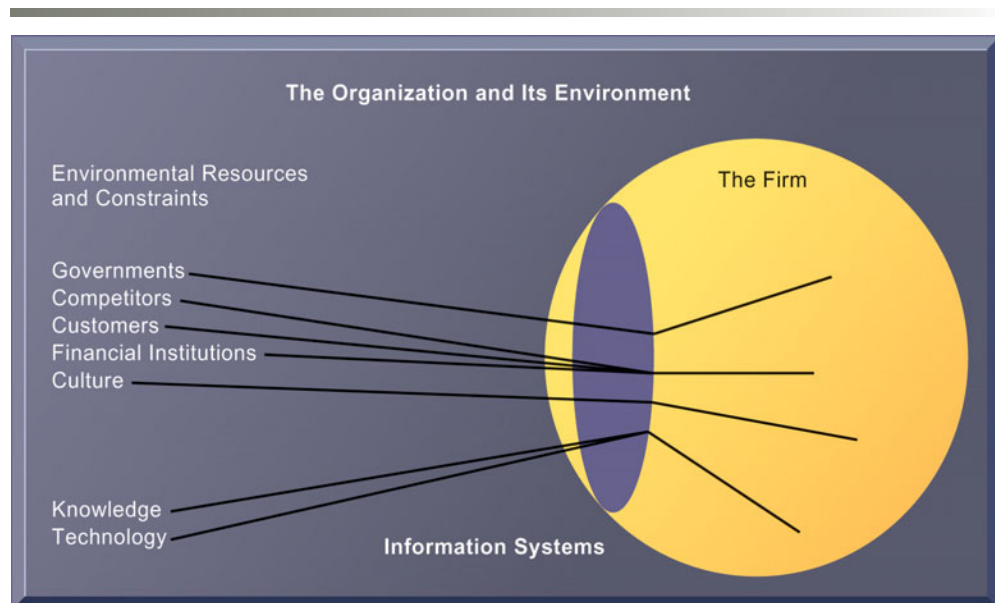 The Organization and Its Environment
Environmental Resources
and Constraints
The Firm
Governments
Competitors
Customers
Financial Institutions
Culture
Knowledge
Technology
Information Systems